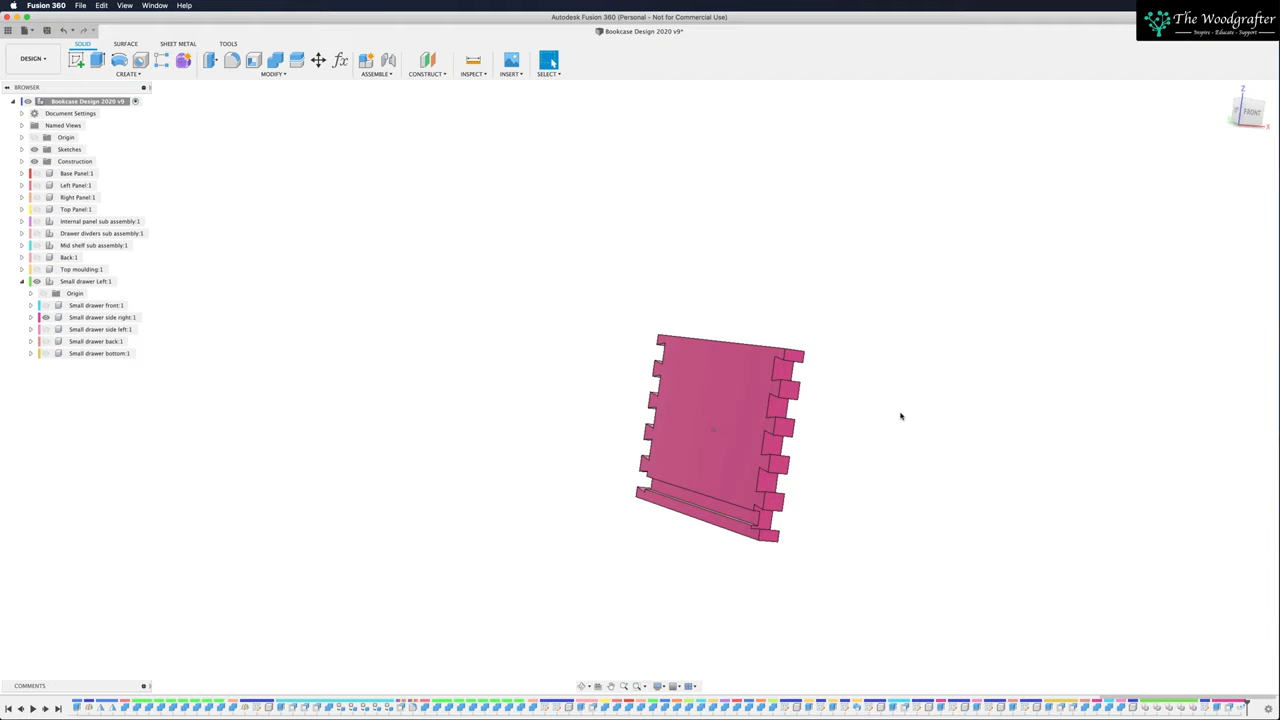 Fusion 360 File Edit View Window Help
Autodesk Fusion 360 (Personal - Not for Commercial Use)
The Woodgrafter
- Inspire - Educate - Support -
Bookcase Design 2020 v9*
SOLID SURFACE SHEET METAL TOOLS
DESIGN
CREATE MODIFY ASSEMBLE CONSTRUCT INSPECT INSERT SELECT
BROWSER
Bookcase Design 2020 v9
Document Settings
Named Views
Origin
Sketches
Construction
Base Panel:1
Left Panel:1
Right Panel:1
Top Panel:1
Internal panel sub assembly:1
Drawer divders sub assembly:1
Mid shelf sub assembly:1
Back:1
Top moulding:1
Small drawer Left:1
Origin
Small drawer front:1
Small drawer side right:1
Small drawer side left:1
Small drawer back:1
Small drawer bottom:1
Z
FRONT
X
COMMENTS